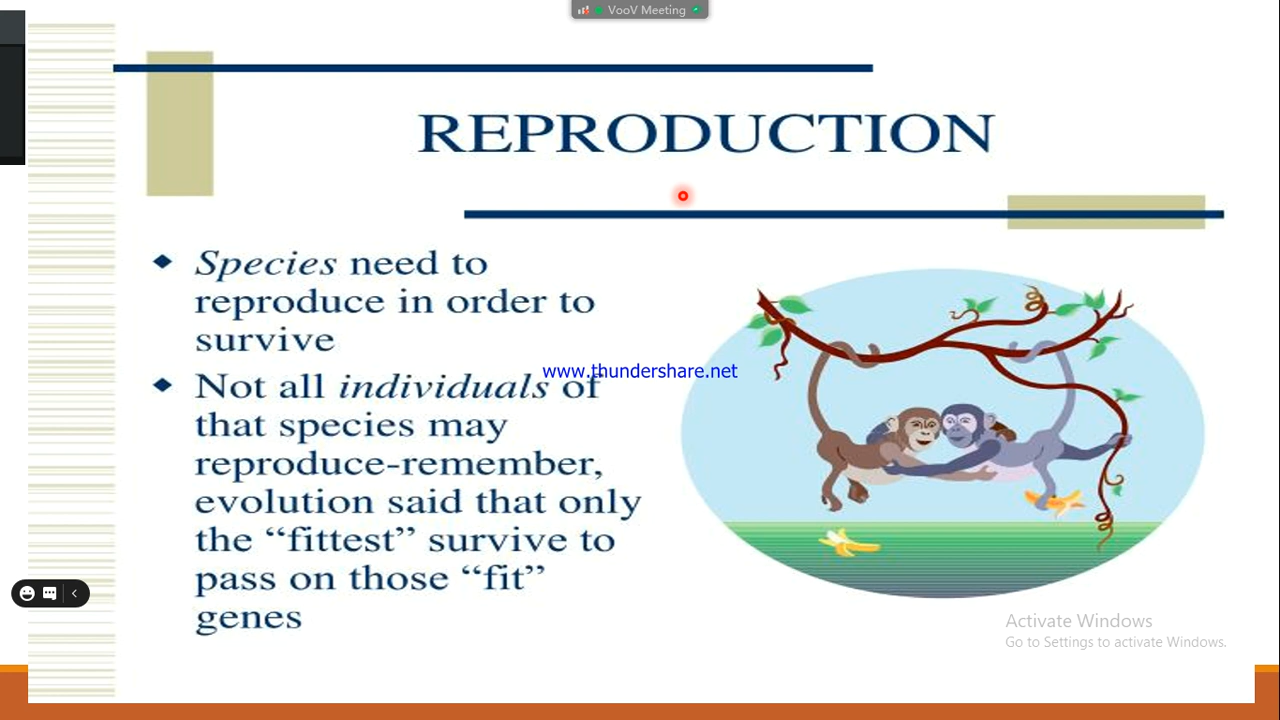 VooV Meeting
REPRODUCTION
Species need to
reproduce in order to
survive
www.thundershare.net
Not all individuals of
that species may
reproduce-remember,
evolution said that only
the “fittest” survive to
pass on those “fit”
genes
Activate Windows
Go to Settings to activate Windows.